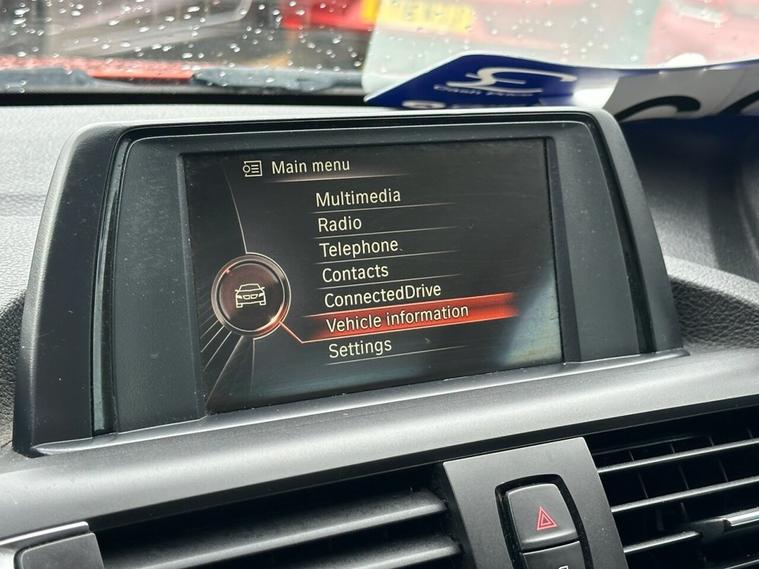 Main menu
Multimedia
Radio
Telephone
Contacts
ConnectedDrive
Vehicle information
Settings